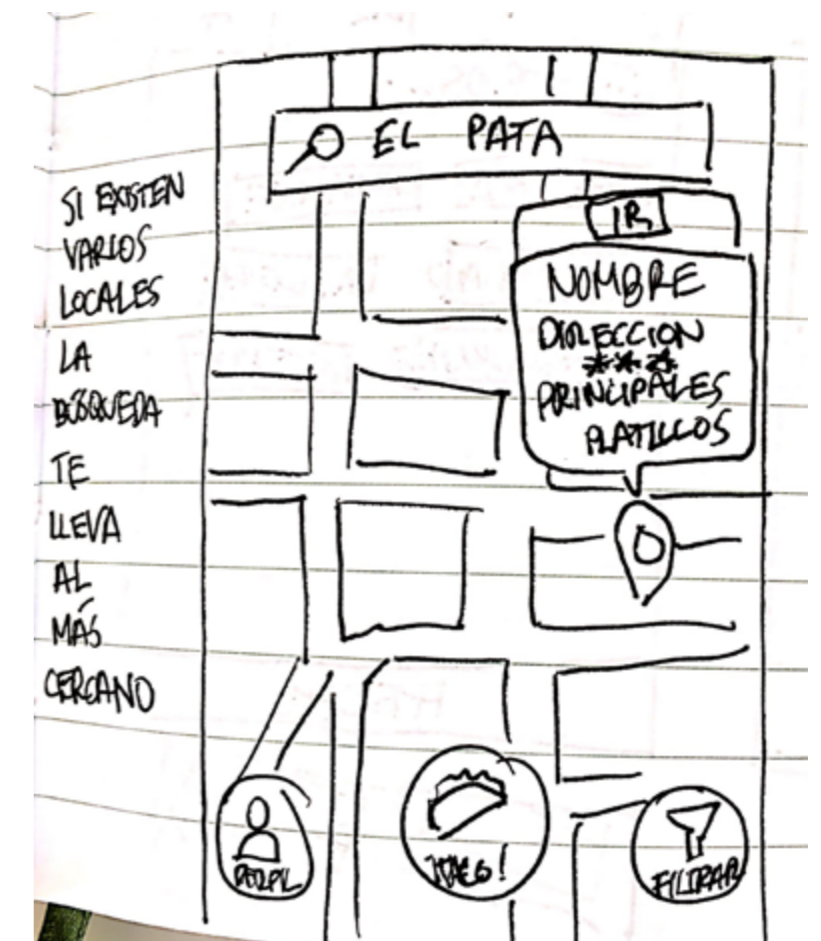 SI EXISTEN
VARIOS
LOCALES
LA
BÚSQUEDA
TE
LLEVA
AL
MÁS
CERCANO
EL PATA
IR
NOMBRE
DIRECCION
***
PRINCIPALES
PLATILLOS
PERFIL
FILTRAR